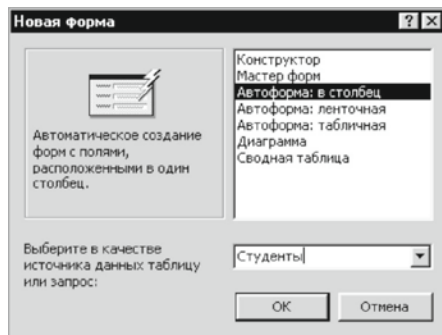 Новая форма
Конструктор
Мастер форм
Автоформа: в столбец
Автоформа: ленточная
Автоформа: табличная
Диаграмма
Сводная таблица
Автоматическое создание
форм с полями,
расположенными в один
столбец.
Выберите в качестве
источника данных таблицу
или запрос:
Студенты
ОК
Отмена